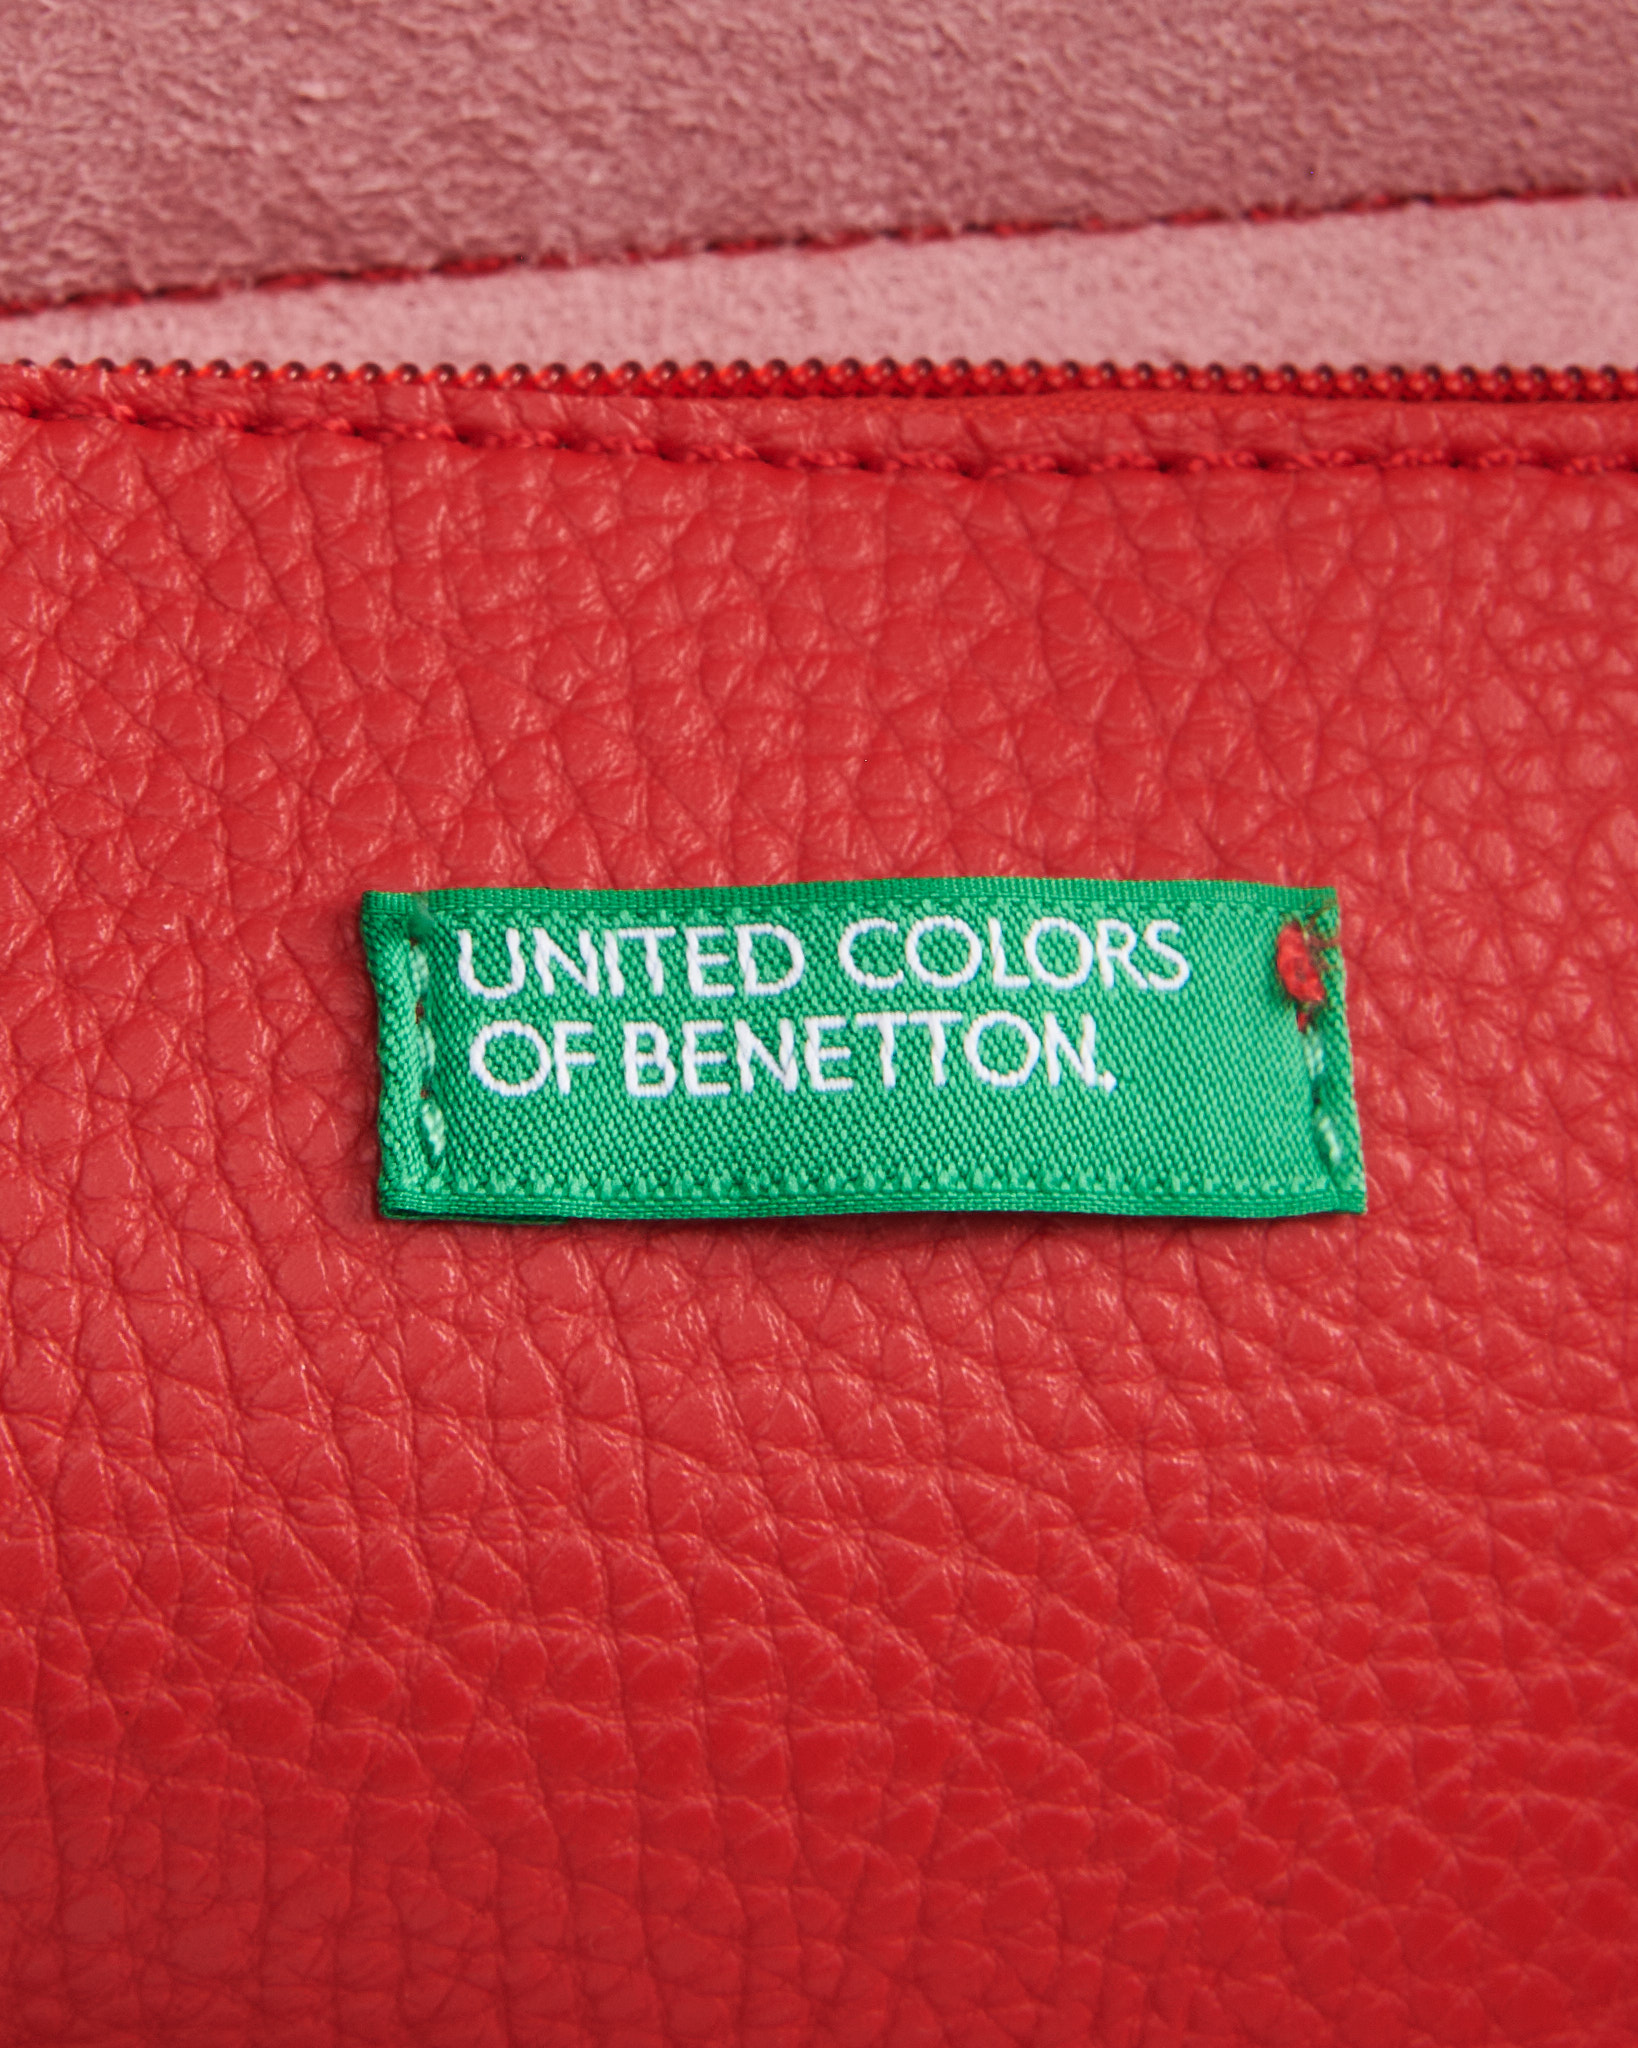 UNITED COLORS
OF BENETTON.